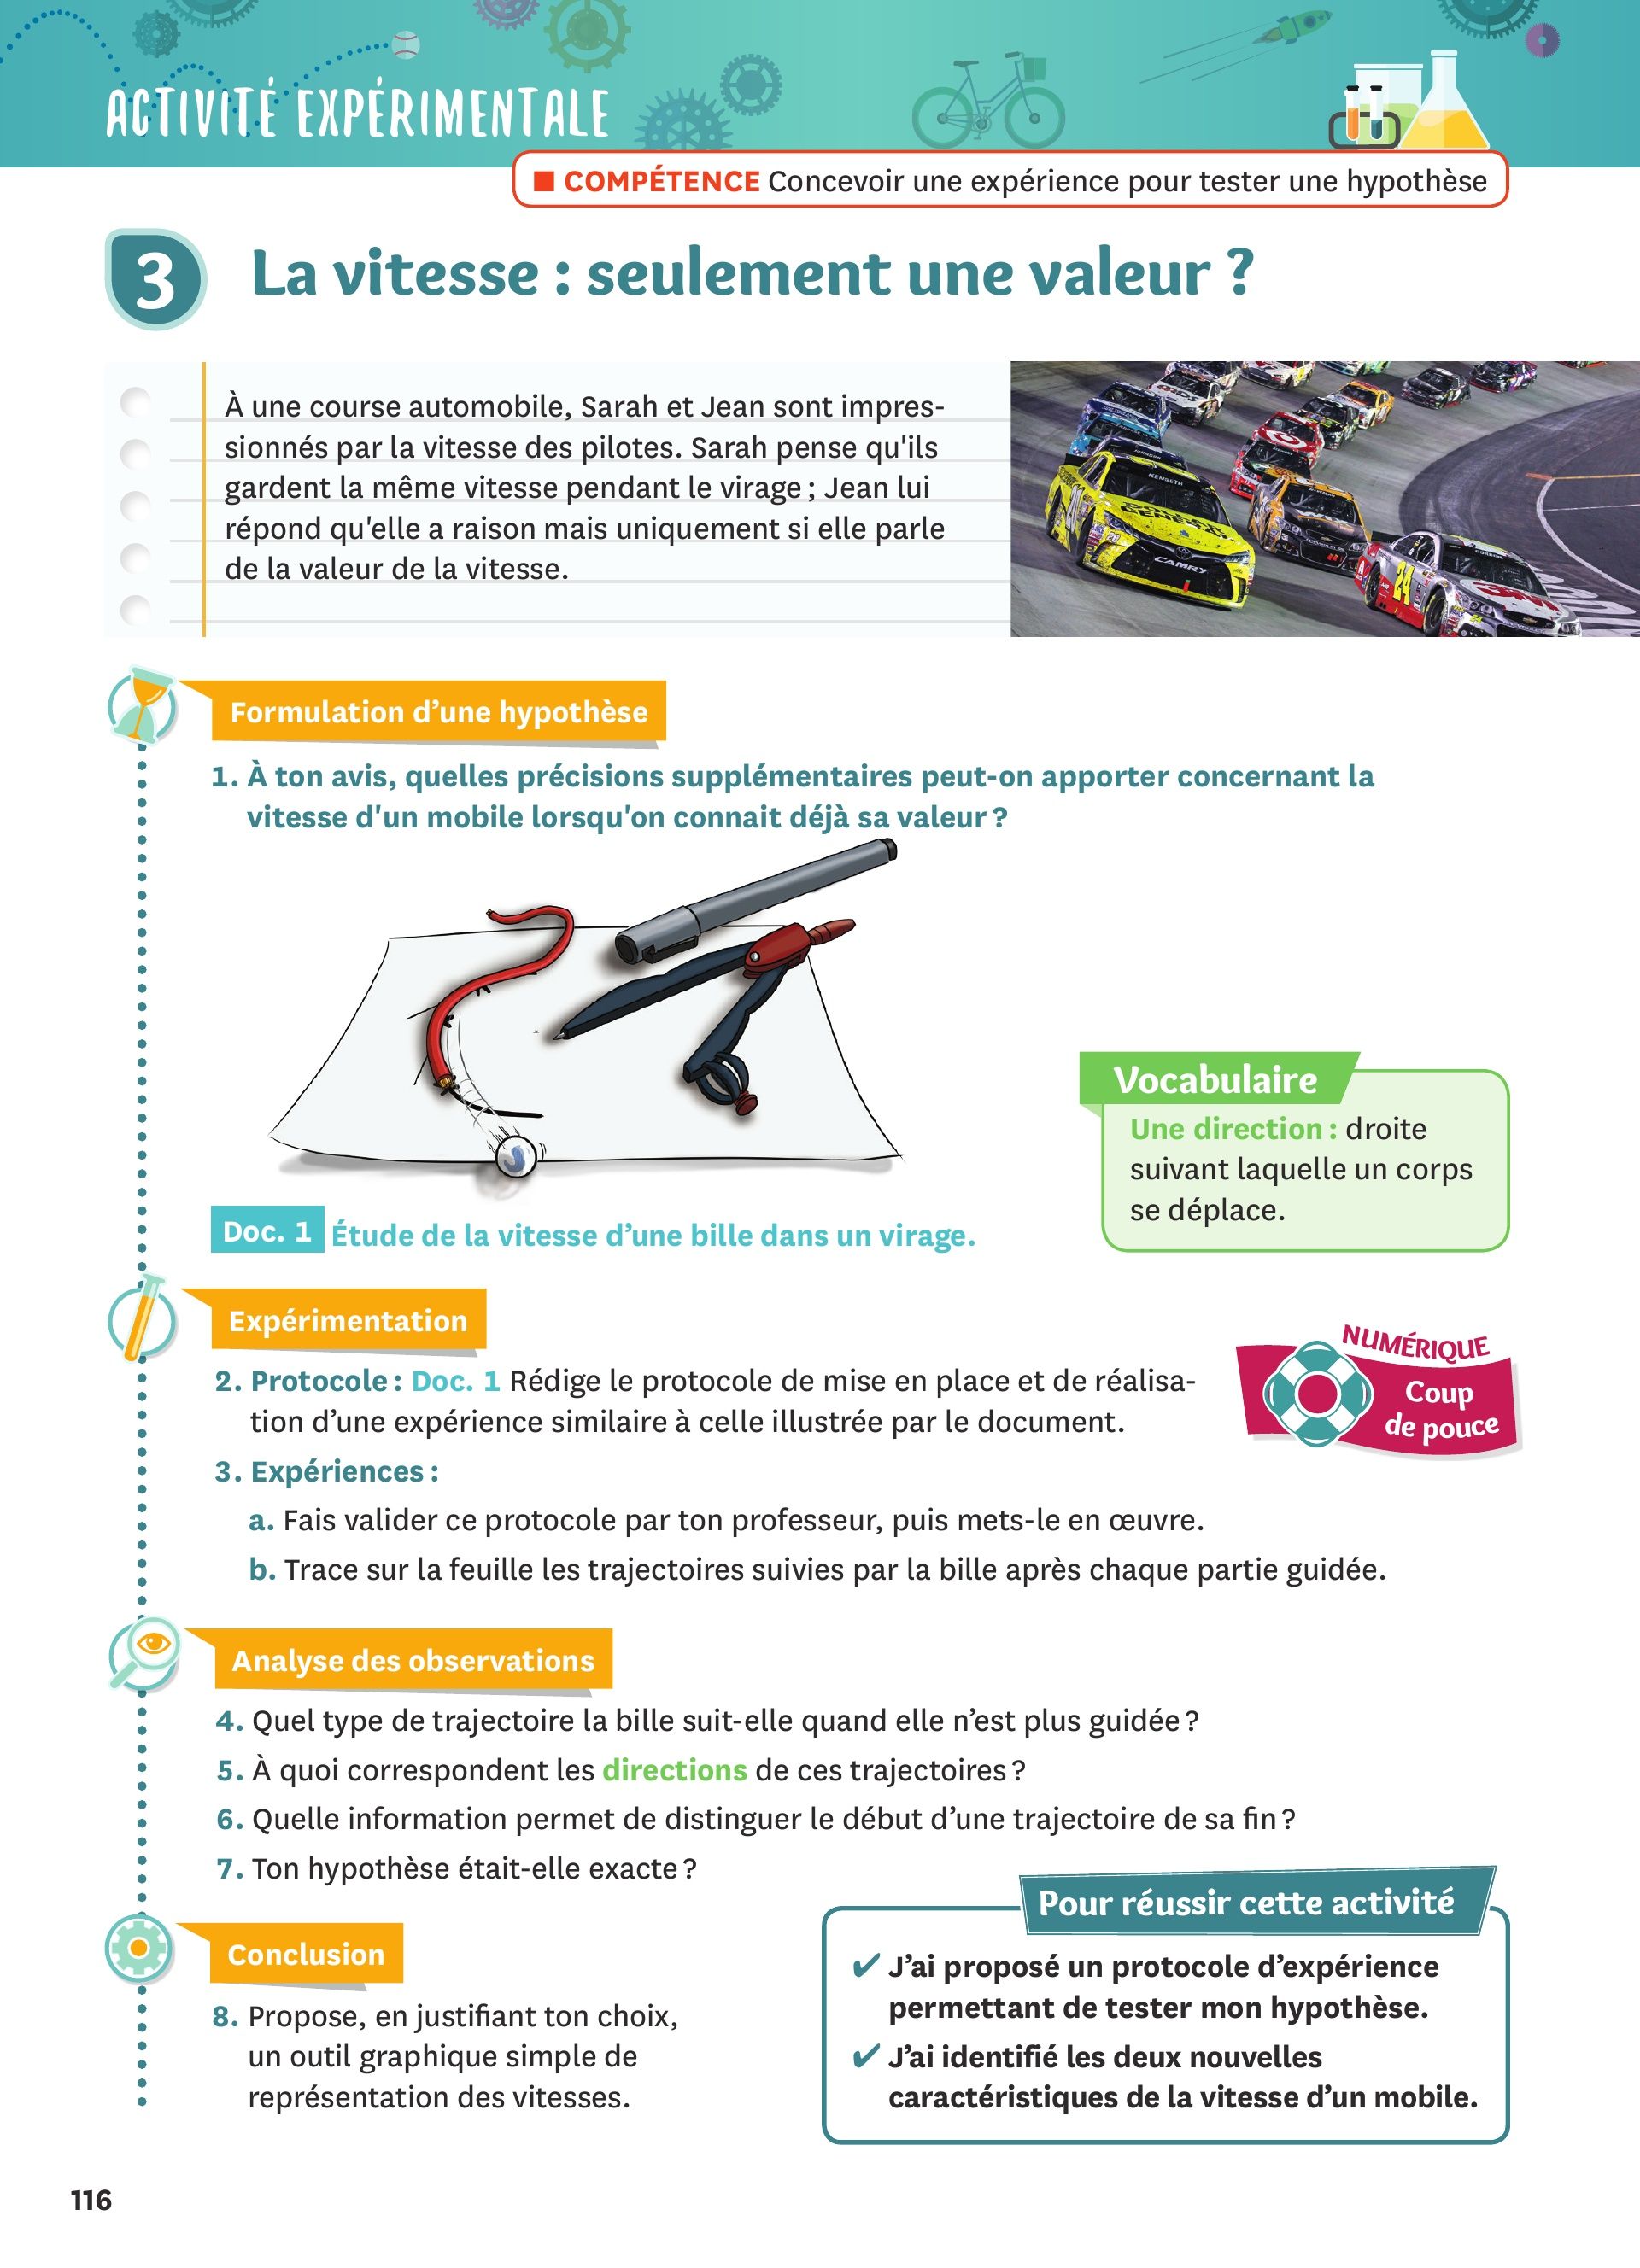 ACTIVITÉ EXPÉRIMENTALE
COMPÉTENCE Concevoir une expérience pour tester une hypothèse
3 La vitesse : seulement une valeur ?
À une course automobile, Sarah et Jean sont impres-
sionnés par la vitesse des pilotes. Sarah pense qu'ils
gardent la même vitesse pendant le virage ; Jean lui
répond qu'elle a raison mais uniquement si elle parle
de la valeur de la vitesse.
KENSETH
CAMRY
24
Formulation d'une hypothèse
1. À ton avis, quelles précisions supplémentaires peut-on apporter concernant la
vitesse d'un mobile lorsqu'on connait déjà sa valeur ?
Vocabulaire
Une direction : droite
suivant laquelle un corps
se déplace.
Doc. 1 Étude de la vitesse d'une bille dans un virage.
Expérimentation
2. Protocole : Doc. 1 Rédige le protocole de mise en place et de réalisa-
tion d'une expérience similaire à celle illustrée par le document.
NUMÉRIQUE
Coup
de pouce
3. Expériences :
a. Fais valider ce protocole par ton professeur, puis mets-le en œuvre.
b. Trace sur la feuille les trajectoires suivies par la bille après chaque partie guidée.
Analyse des observations
4. Quel type de trajectoire la bille suit-elle quand elle n'est plus guidée ?
5. À quoi correspondent les directions de ces trajectoires ?
6. Quelle information permet de distinguer le début d'une trajectoire de sa fin ?
7. Ton hypothèse était-elle exacte ?
Conclusion
8. Propose, en justifiant ton choix,
un outil graphique simple de
représentation des vitesses.
Pour réussir cette activité
✔ J'ai proposé un protocole d'expérience
permettant de tester mon hypothèse.
✔ J'ai identifié les deux nouvelles
caractéristiques de la vitesse d'un mobile.
116